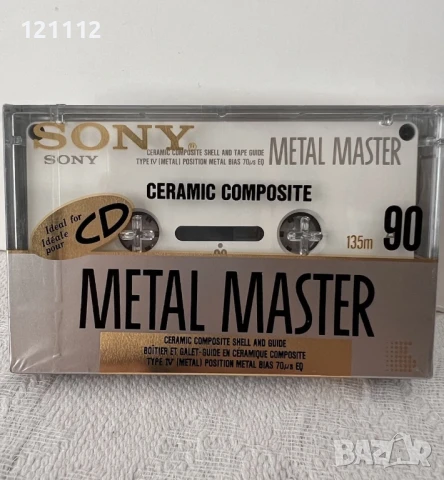 121112
SONY®
SONY
CERAMIC COMPOSITE SHELL AND TAPE GUIDE
TYPE IV (METAL) POSITION METAL BIAS 70μs EQ
METAL MASTER
CERAMIC COMPOSITE
Ideal for
Idéale
pour
CD
135m
90
METAL MASTER
CERAMIC COMPOSITE SHELL AND GUIDE
BOÎTIER ET GALET-GUIDE EN CÉRAMIQUE COMPOSITE
TYPE IV (METAL) POSITION METAL BIAS 70μs EQ
BAZAR